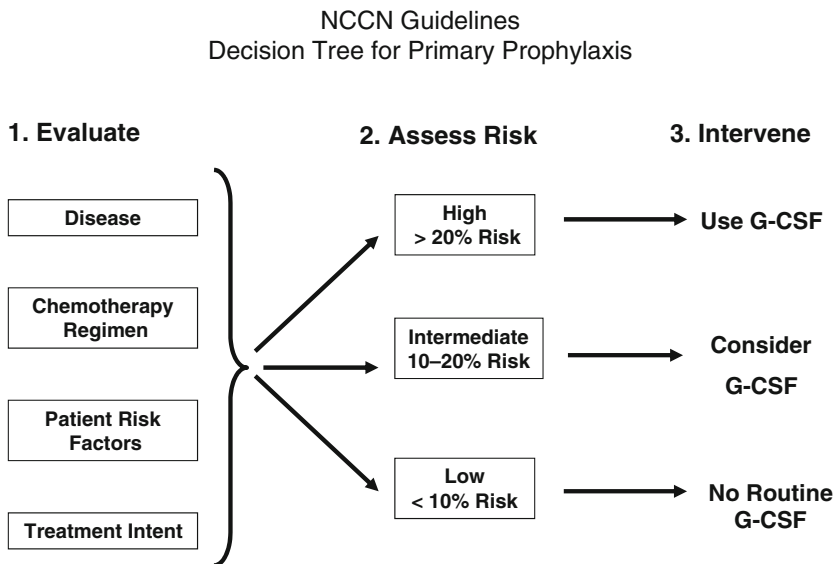 NCCN Guidelines
Decision Tree for Primary Prophylaxis
1. Evaluate
2. Assess Risk
3. Intervene
Disease
Chemotherapy
Regimen
Patient Risk
Factors
Treatment Intent
High
> 20% Risk
Intermediate
10–20% Risk
Low
< 10% Risk
Use G-CSF
Consider
G-CSF
No Routine
G-CSF